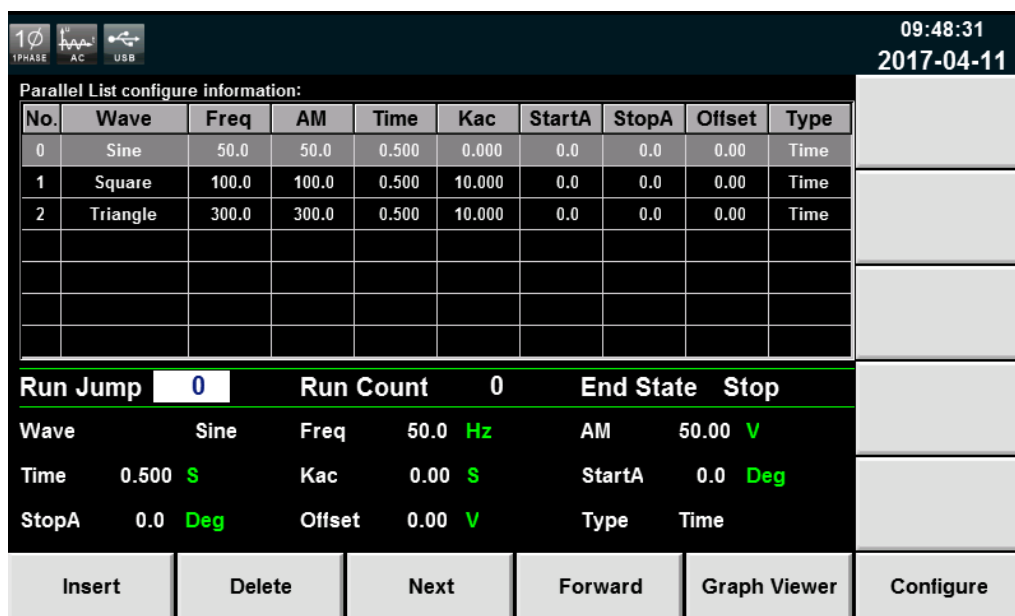 1Ø
1PHASE
u
t
AC
USB
09:48:31
2017-04-11
Parallel List configure information:
No. Wave Freq AM Time Kac StartA StopA Offset Type
0 Sine 50.0 50.0 0.500 0.000 0.0 0.0 0.00 Time
1 Square 100.0 100.0 0.500 10.000 0.0 0.0 0.00 Time
2 Triangle 300.0 300.0 0.500 10.000 0.0 0.0 0.00 Time
Run Jump 0 Run Count 0 End State Stop
Wave Sine Freq 50.0 Hz AM 50.00 V
Time 0.500 S Kac 0.00 S StartA 0.0 Deg
StopA 0.0 Deg Offset 0.00 V Type Time
Insert Delete Next Forward Graph Viewer Configure